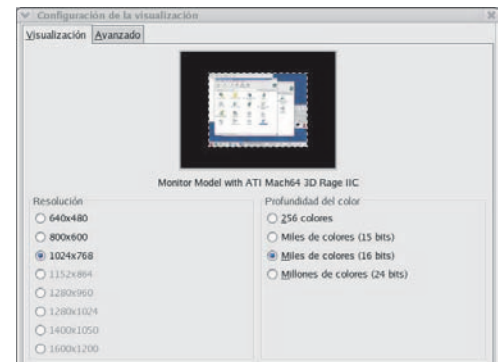 Configuración de la visualización
Visualización Avanzado
Monitor Model with ATI Mach64 3D Rage IIC
Resolución
640x480
800x600
1024x768
1152x864
1280x960
1280x1024
1400x1050
1600x1200
Profundidad del color
256 colores
Miles de colores (15 bits)
Miles de colores (16 bits)
Millones de colores (24 bits)